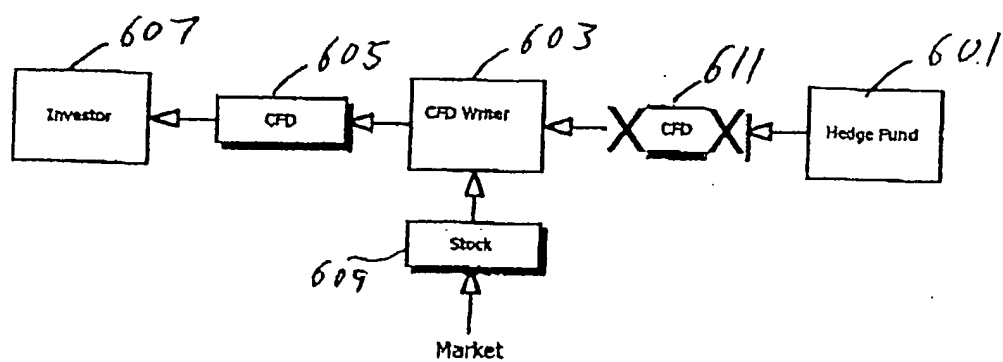 607
605
603
611
601
Investor
CFD
CFD Writer
CFD
Hedge Fund
Stock
609
Market